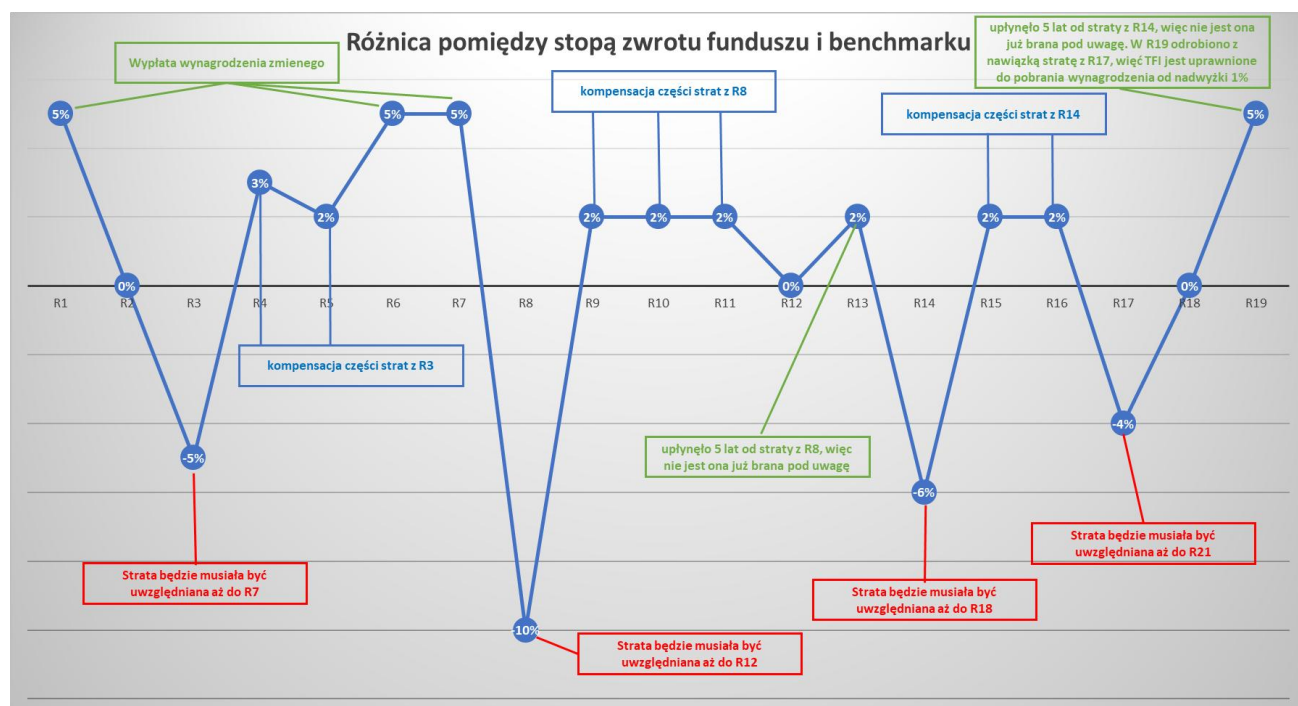 Różnica pomiędzy stopą zwrotu funduszu i benchmarku
upłynęło 5 lat od straty z R14, więc nie jest ona
już brana pod uwagę. W R19 odrobiono z
nawiązką stratę z R17, więć TFI jest uprawnione
do pobrania wynagrodzenia od nadwyżki 1%
Wypłata wynagrodzenia zmiennego
kompensacja części strat z R8
kompensacja części strat z R14
5%
0%
-5%
3%
2%
5%
5%
-10%
2%
2%
2%
0%
2%
-6%
2%
2%
-4%
0%
5%
R1
R2
R3
R4
R5
R6
R7
R8
R9
R10
R11
R12
R13
R14
R15
R16
R17
R18
R19
kompensacja części strat z R3
upłynęło 5 lat od straty z R8, więc
nie jest ona już brana pod uwagę
Strata będzie musiała być
uwzględniana aż do R7
Strata będzie musiała być
uwzględniana aż do R12
Strata będzie musiała być
uwzględniana aż do R18
Strata będzie musiała być
uwzględniana aż do R21